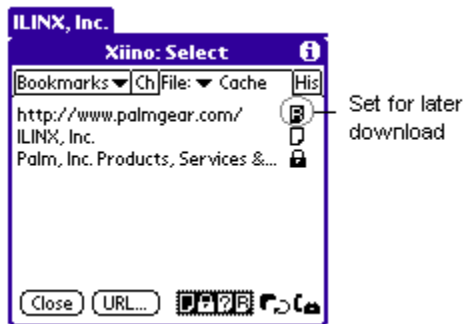 ILINX, Inc.
Xiino: Select
Bookmarks Ch File: Cache His
http://www.palmgear.com/
ILINX, Inc.
Palm, Inc. Products, Services &...
Set for later
download
Close URL... ? R